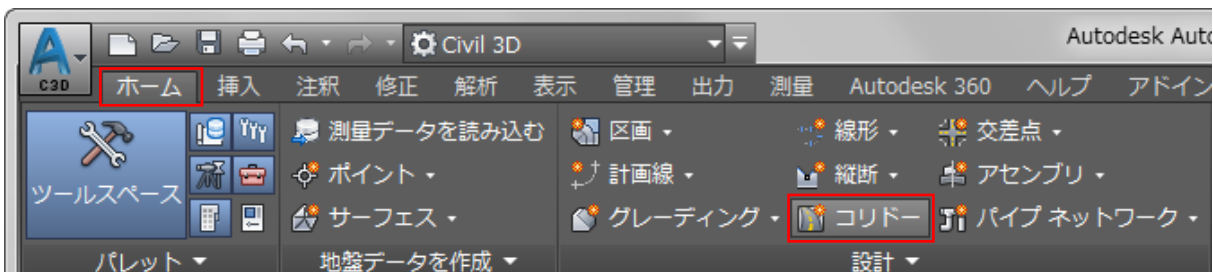 Civil 3D Autodesk Auto
C3D ホーム 挿入 注釈 修正 解析 表示 管理 出力 測量 Autodesk 360 ヘルプ アドイン
測量データを読み込む 区画 線形 交差点
ツールスペース ポイント 計画線 縦断 アセンブリ
サーフェス グレーディング コリドー パイプ ネットワーク
パレット 地盤データを作成 設計